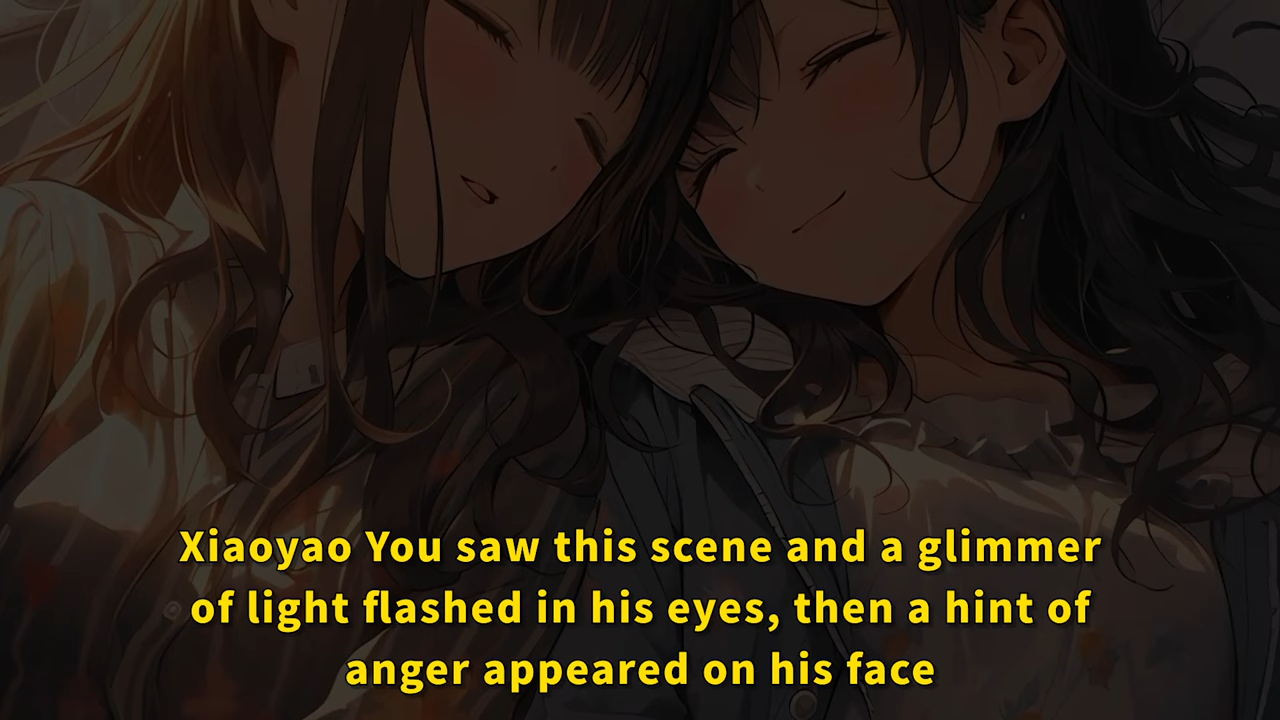 Xiaoyao You saw this scene and a glimmer
of light flashed in his eyes, then a hint of
anger appeared on his face